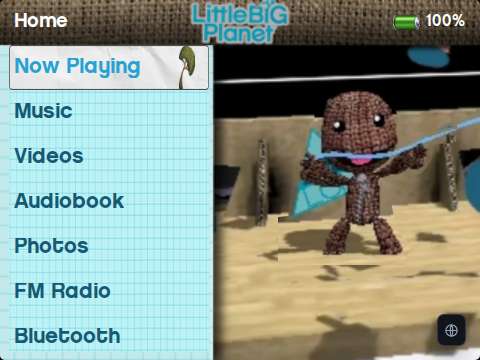 Home
LittleBiG
Planet
100%
Now Playing
Music
Videos
Audiobook
Photos
FM Radio
Bluetooth